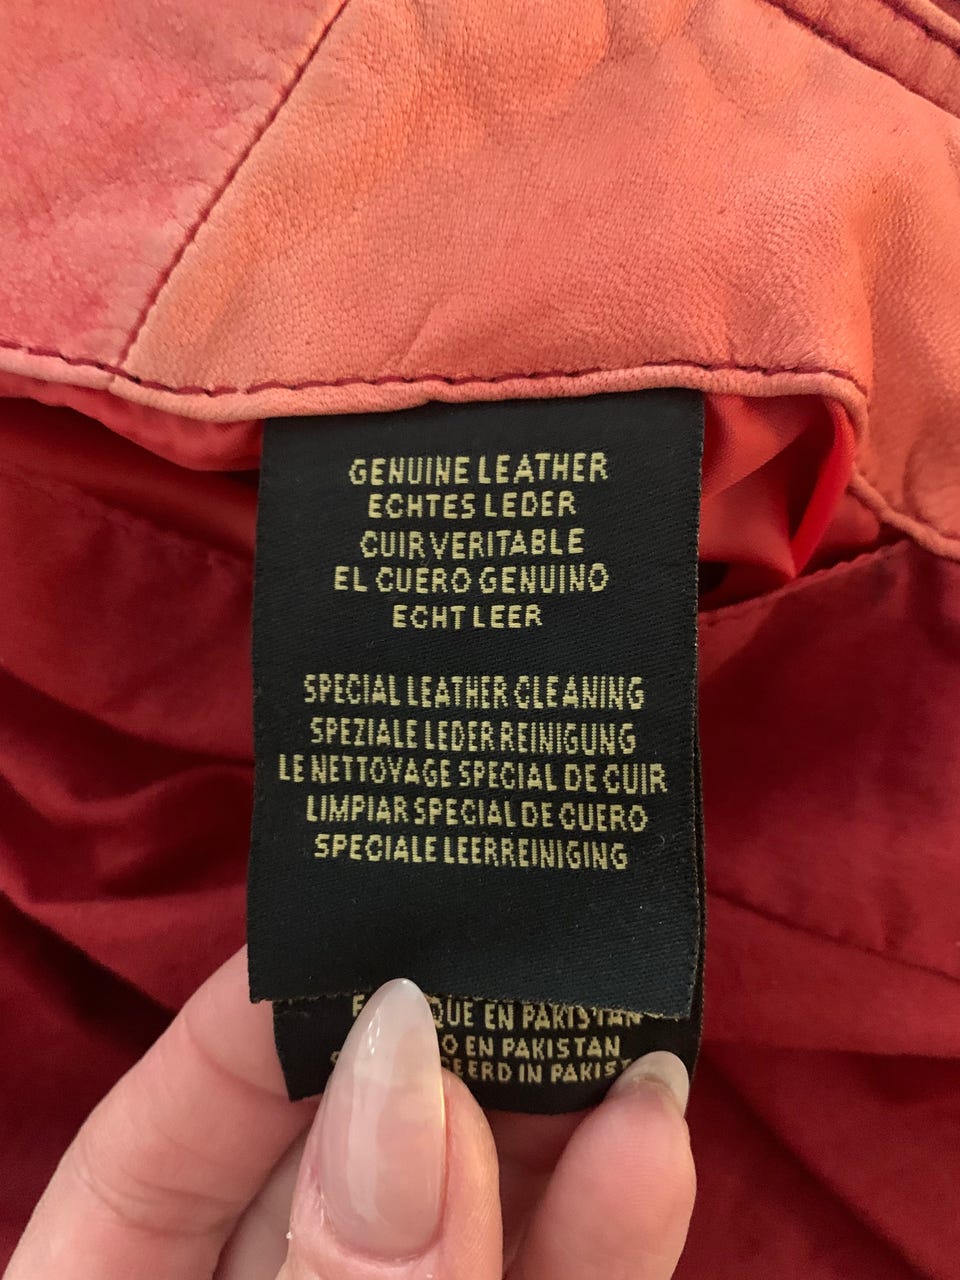 GENUINE LEATHER
ECHTES LEDER
CUIR VERITABLE
EL CUERO GENUINO
ECHT LEER
SPECIAL LEATHER CLEANING
SPEZIALE LEDER REINIGUNG
LE NETTOYAGE SPECIAL DE CUIR
LIMPIAR SPECIAL DE CUERO
SPECIALE LEERREINIGING
EN PAKISTAN
EN PAKISTAN
IN